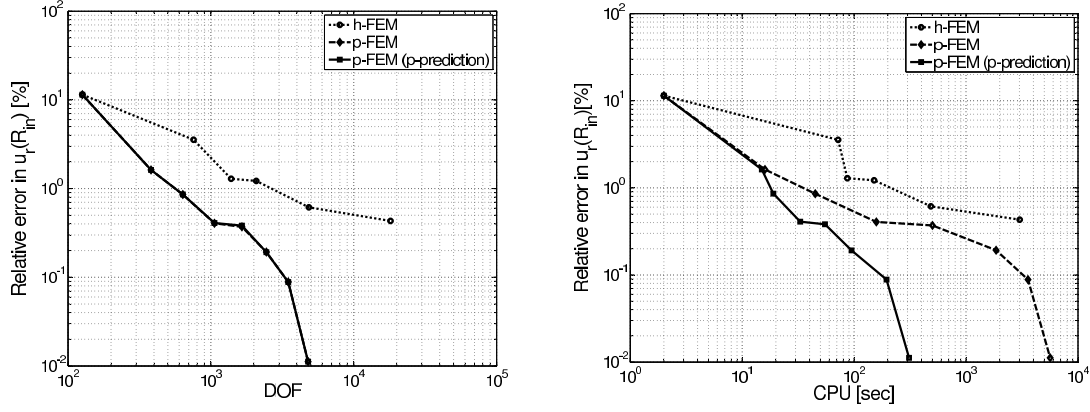 10^2
10^1
10^0
10^-1
10^-2
Relative error in u_r(R_in) [%]
h-FEM
p-FEM
p-FEM (p-prediction)
10^2
10^3
10^4
10^5
DOF
10^2
10^1
10^0
10^-1
10^-2
Relative error in u_r(R_in)[%]
h-FEM
p-FEM
p-FEM (p-prediction)
10^0
10^1
10^2
10^3
10^4
CPU [sec]